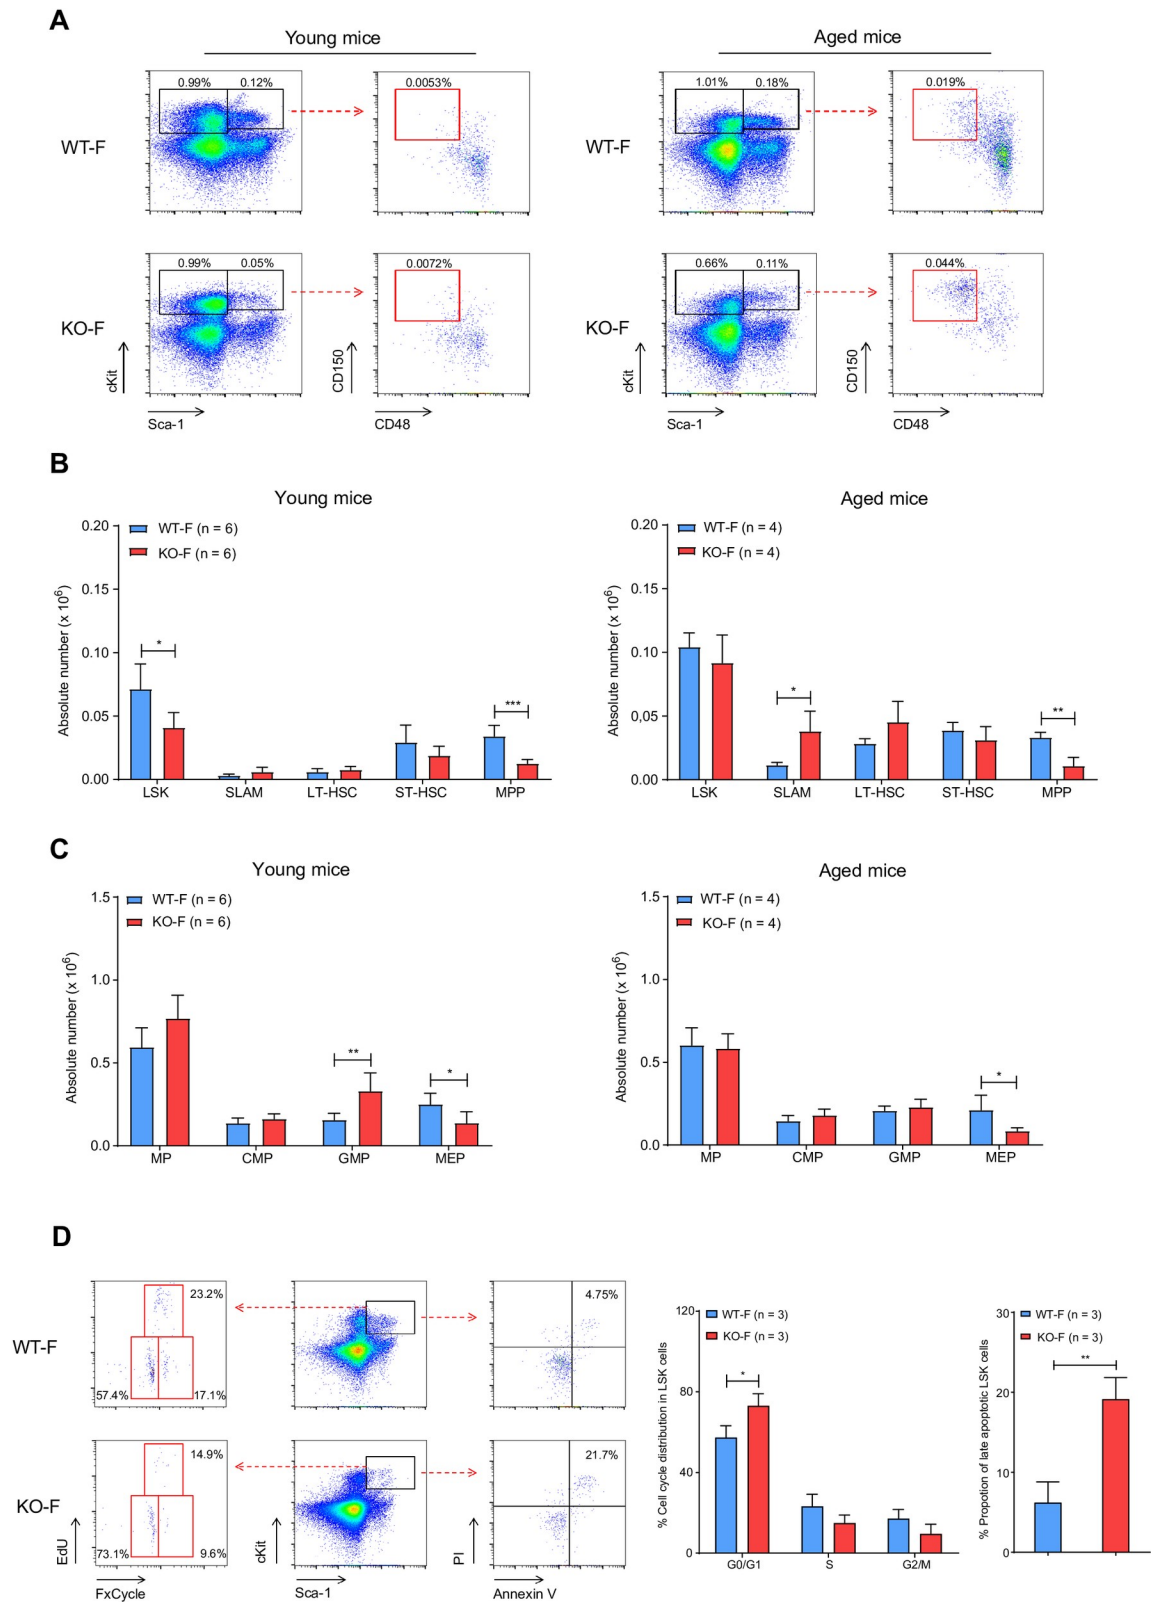 A
Young mice
Aged mice
0.99% 0.12%
0.0053%
1.01% 0.18%
0.019%
WT-F
WT-F
0.99% 0.05%
0.0072%
0.66% 0.11%
0.044%
KO-F
KO-F
cKit
CD150
cKit
CD150
Sca-1
CD48
Sca-1
CD48
B
Young mice
0.20
0.15
0.10
0.05
0.00
Absolute number (x 10⁶)
WT-F (n = 6)
KO-F (n = 6)
*
***
LSK SLAM LT-HSC ST-HSC MPP
Aged mice
0.20
0.15
0.10
0.05
0.00
Absolute number (x 10⁶)
WT-F (n = 4)
KO-F (n = 4)
*
**
LSK SLAM LT-HSC ST-HSC MPP
C
Young mice
1.5
1.0
0.5
0.0
Absolute number (x 10⁶)
WT-F (n = 6)
KO-F (n = 6)
**
*
MP CMP GMP MEP
Aged mice
1.5
1.0
0.5
0.0
Absolute number (x 10⁶)
WT-F (n = 4)
KO-F (n = 4)
*
MP CMP GMP MEP
D
WT-F
23.2%
57.4% 17.1%
4.75%
KO-F
14.9%
73.1% 9.6%
21.7%
EdU
cKit
PI
FxCycle
Sca-1
Annexin V
120
80
40
0
% Cell cycle distribution in LSK cells
WT-F (n = 3)
KO-F (n = 3)
*
G0/G1 S G2/M
30
20
10
0
% Propotion of late apoptotic LSK cells
WT-F (n = 3)
KO-F (n = 3)
**